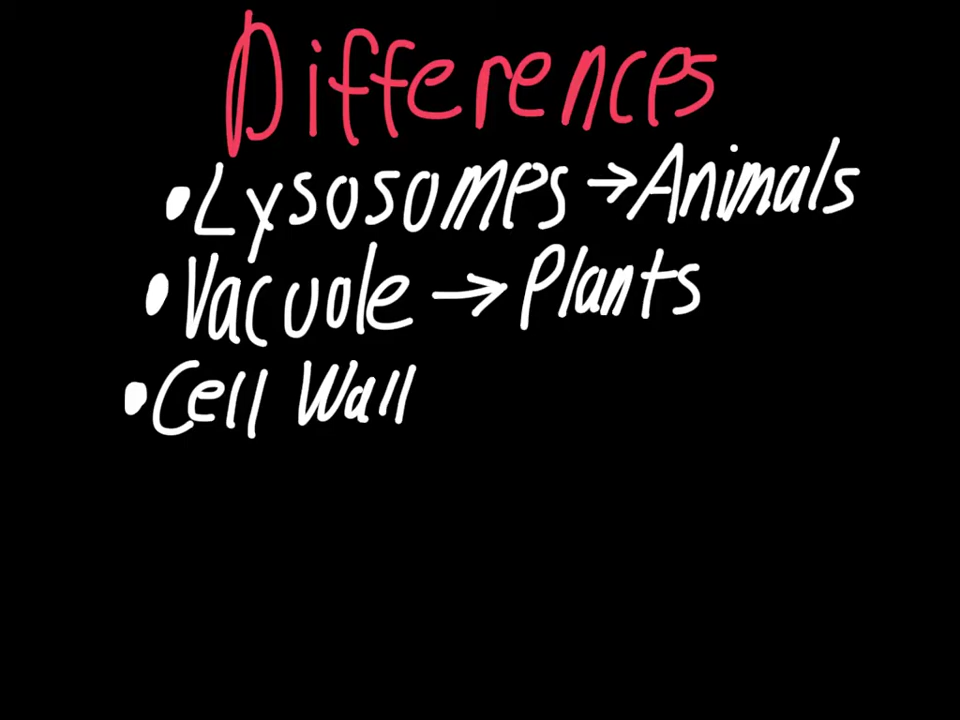 Differences
•Lysosomes →Animals
•Vacuole → Plants
•Cell Wall